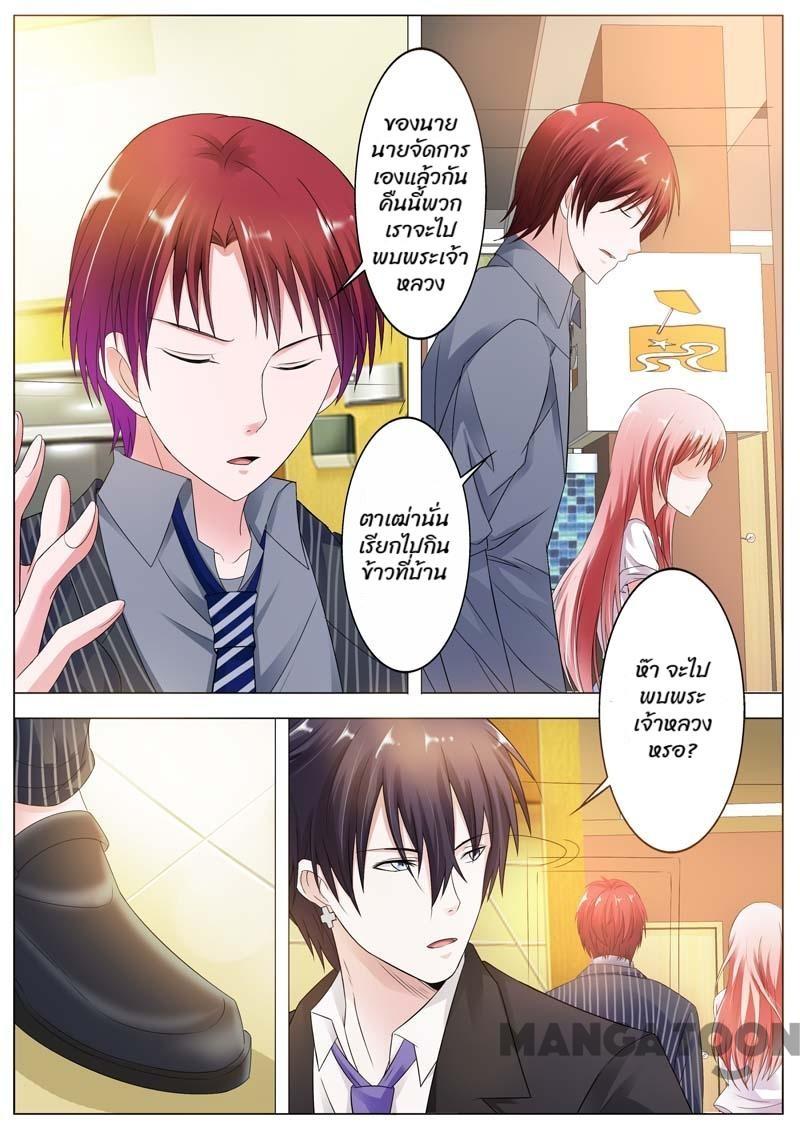 ของนาย
นายจัดการ
เองแล้วกัน
คืนนี้พวก
เราจะไป
พบพระเจ้า
หลวง
ตาเฒ่านั่น
เรียกไปกิน
ข้าวที่บ้าน
ห๊า จะไป
พบพระ
เจ้าหลวง
หรอ?
MANGATOON